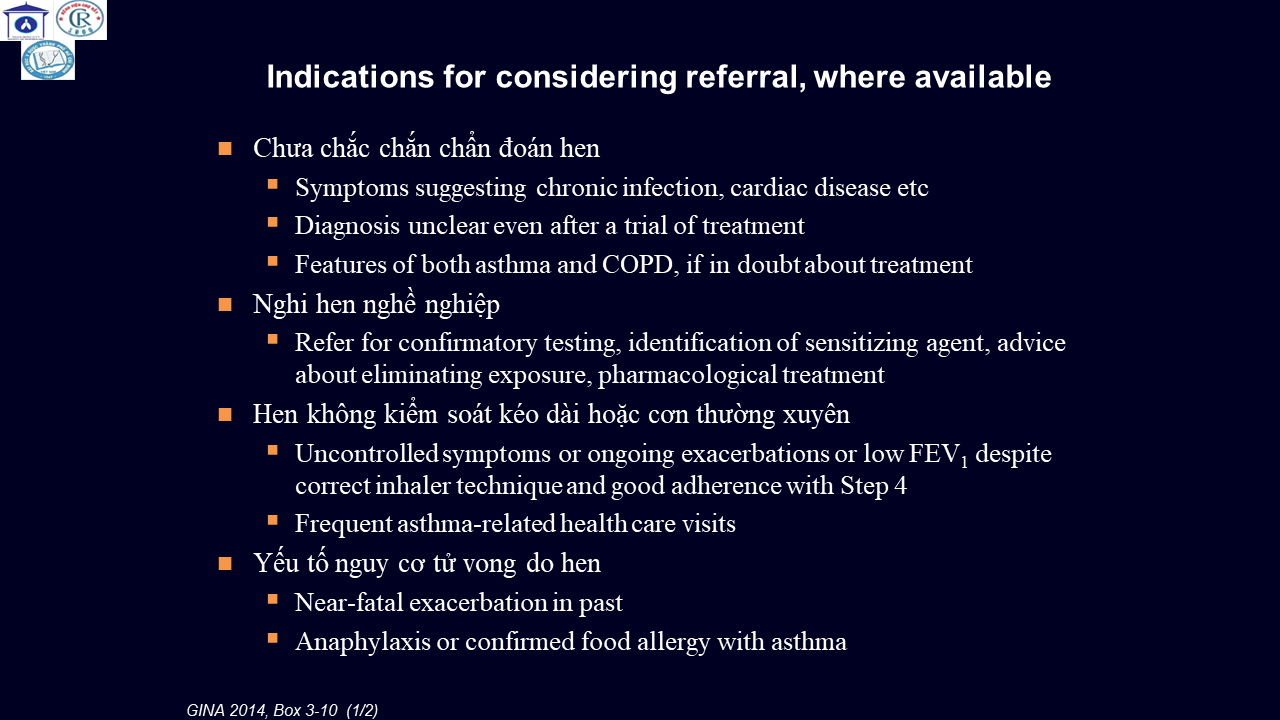 Indications for considering referral, where available
Chưa chắc chắn chẩn đoán hen
Symptoms suggesting chronic infection, cardiac disease etc
Diagnosis unclear even after a trial of treatment
Features of both asthma and COPD, if in doubt about treatment
Nghi hen nghề nghiệp
Refer for confirmatory testing, identification of sensitizing agent, advice
about eliminating exposure, pharmacological treatment
Hen không kiểm soát kéo dài hoặc cơn thường xuyên
Uncontrolled symptoms or ongoing exacerbations or low FEV1 despite
correct inhaler technique and good adherence with Step 4
Frequent asthma-related health care visits
Yếu tố nguy cơ tử vong do hen
Near-fatal exacerbation in past
Anaphylaxis or confirmed food allergy with asthma
GINA 2014, Box 3-10 (1/2)